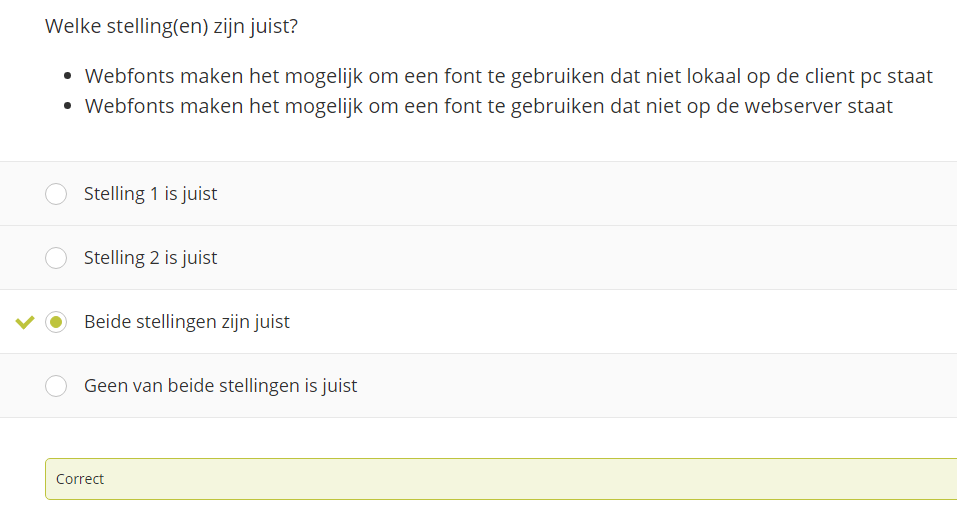 Welke stelling(en) zijn juist?
• Webfonts maken het mogelijk om een font te gebruiken dat niet lokaal op de client pc staat
• Webfonts maken het mogelijk om een font te gebruiken dat niet op de webserver staat
Stelling 1 is juist
Stelling 2 is juist
Beide stellingen zijn juist
Geen van beide stellingen is juist
Correct